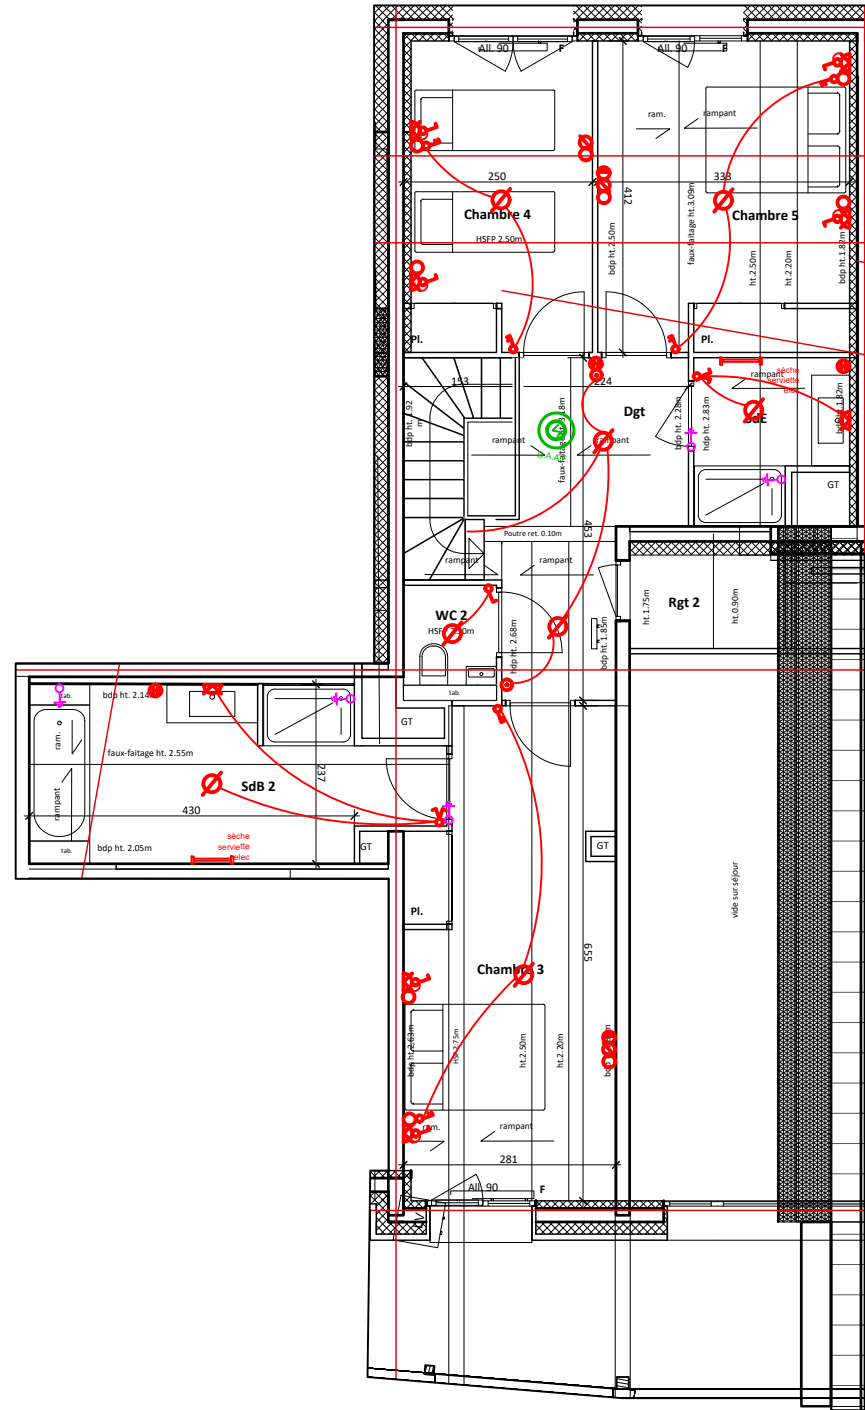 All. 90
F
All. 90
F
ram.
rampant
250
333
412
Chambre 4
Chambre 5
HSFP 2.50m
bdp ht.2.50m
faux-faitage ht.3.09m
ht.2.50m
ht.2.20m
bdp ht.1.82m
Pl.
Pl.
153
224
Dgt
rampant
sèche
serviette
elec
bdp ht. 2.28m
hdp ht. 2.83m
SdE
rampant
rampant
GT
453
Poutre ret. 0.10m
rampant
rampant
WC 2
hdp ht. 2.68m
bdp ht. 1.85m
Rgt 2
ht.1.75m
ht.0.90m
tab.
tab.
GT
ram.
faux-faitage ht. 2.55m
237
SdB 2
rampant
430
sèche
serviette
elec
tab.
bdp ht. 2.05m
GT
GT
vide sur séjour
Pl.
655
Chambre 3
bdp ht.2.63m
ht.2.50m
ht.2.20m
ram.
rampant
281
All. 90
F